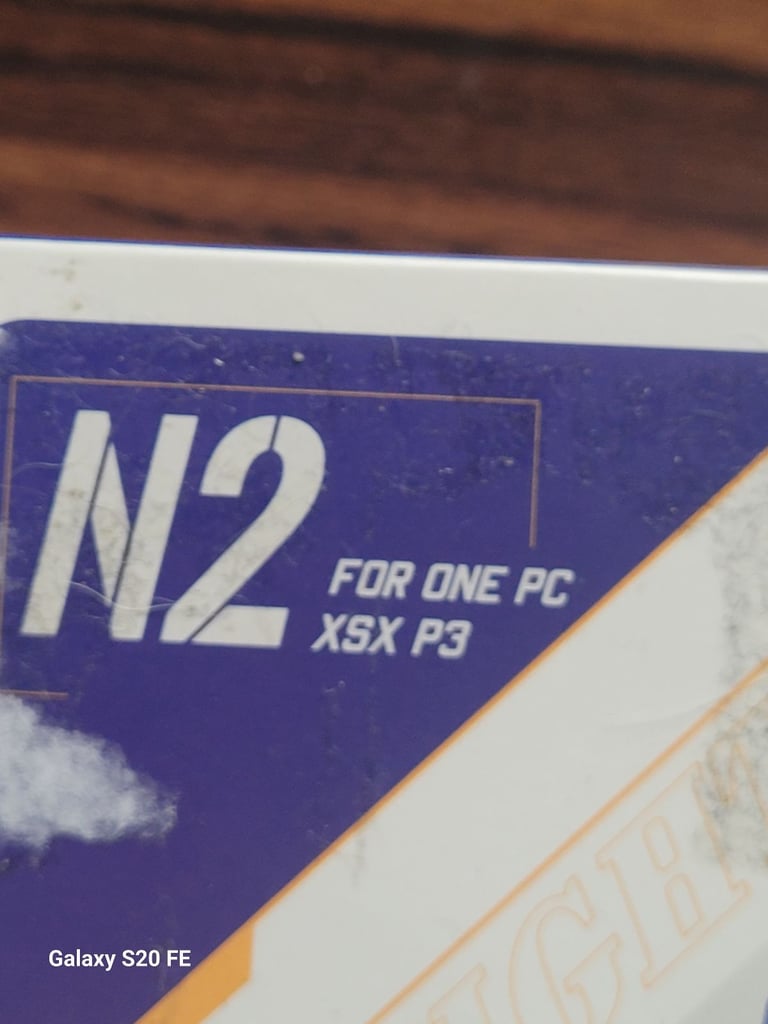 N2
FOR ONE PC
XSX P3
Galaxy S20 FE